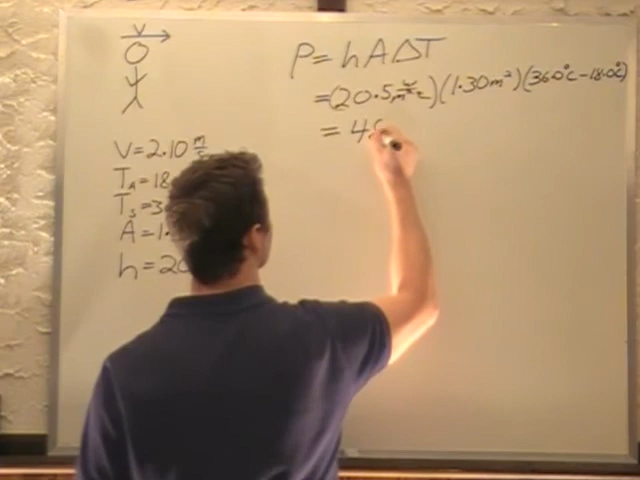 V
P = hAΔT
= (20.5 W/m²°C)(1.30m²)(36.0°C-18.0°C)
= 4.
V = 2.10 m/s
T_A = 18
T_S = 3
A = 1.
h = 20